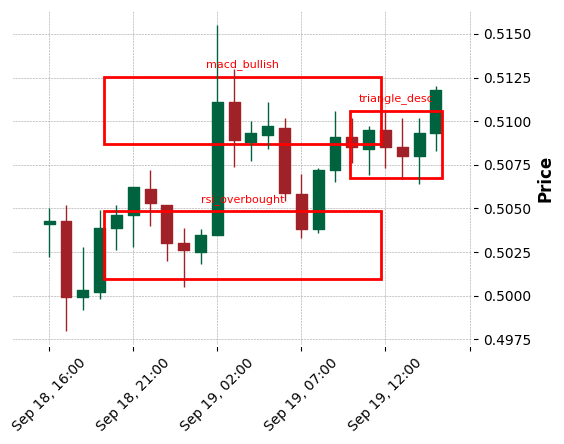 macd_bullish
triangle_desc
rsi_overbought
0.5150
0.5125
0.5100
0.5075
0.5050
0.5025
0.5000
0.4975
Price
Sep 18, 16:00
Sep 18, 21:00
Sep 19, 02:00
Sep 19, 07:00
Sep 19, 12:00